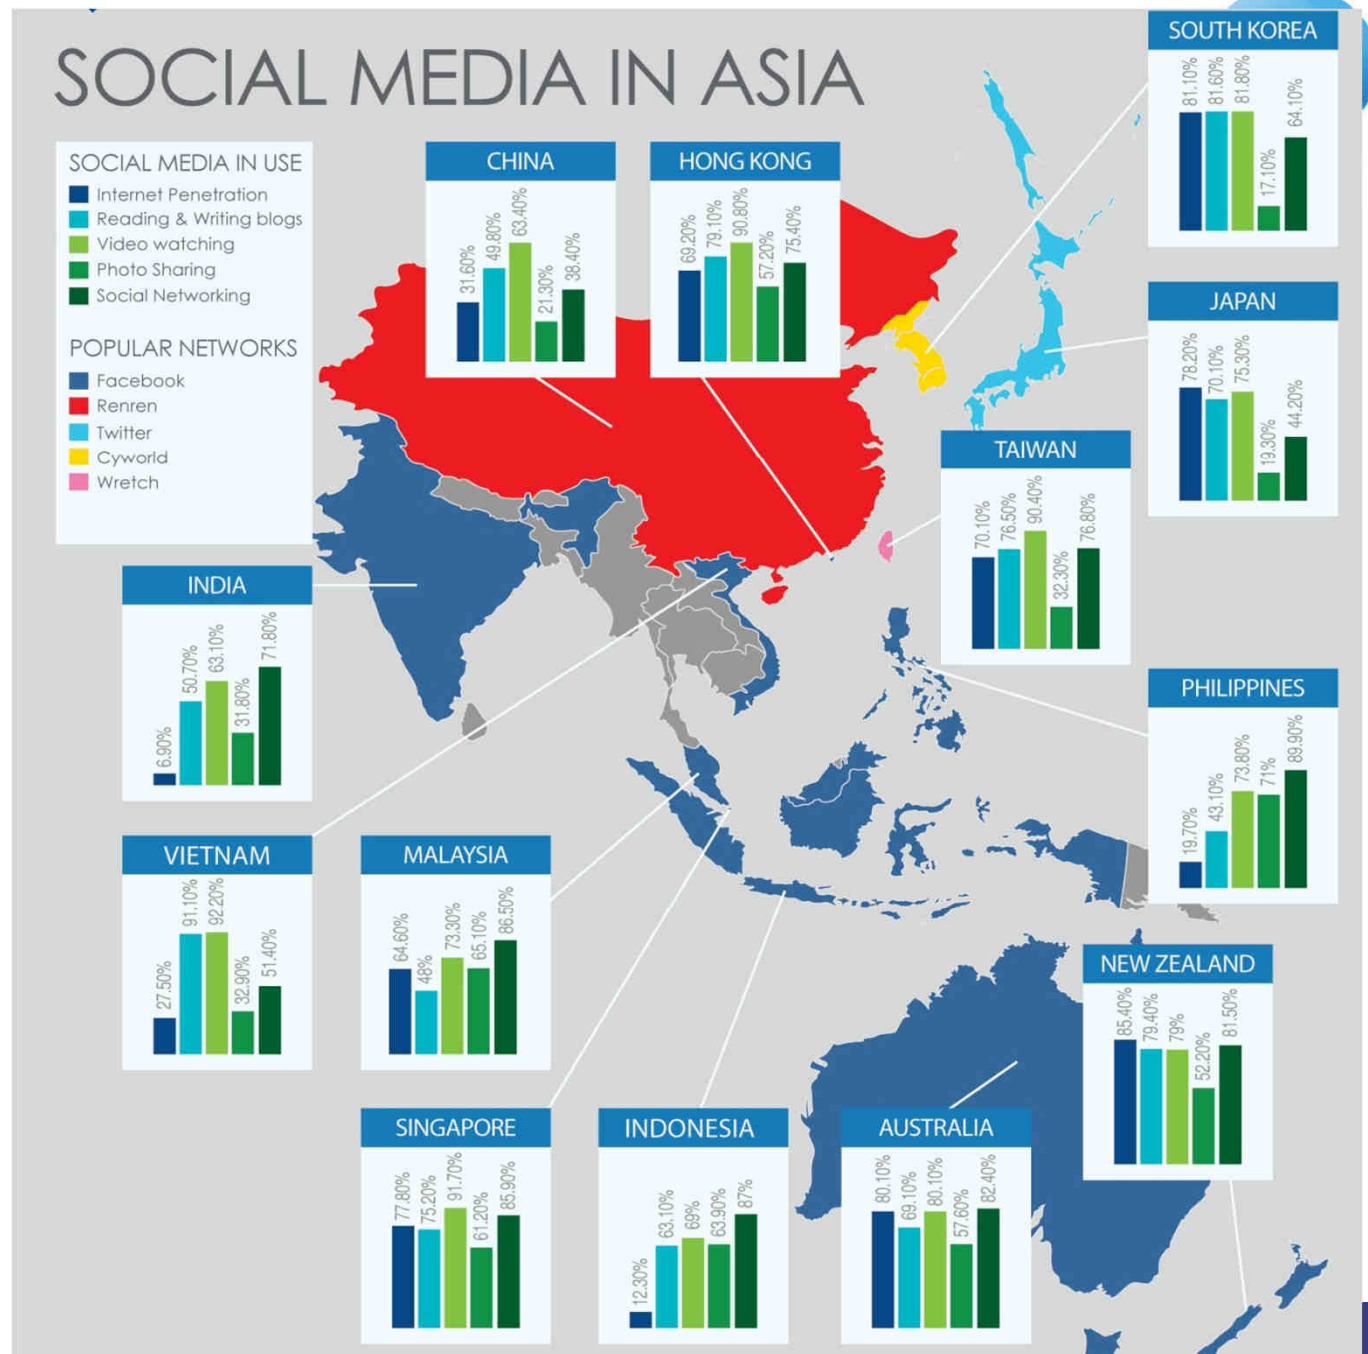 SOCIAL MEDIA IN ASIA
SOCIAL MEDIA IN USE
Internet Penetration
Reading & Writing blogs
Video watching
Photo Sharing
Social Networking
POPULAR NETWORKS
Facebook
Renren
Twitter
Cyworld
Wretch
CHINA
31.60%
49.80%
63.40%
21.30%
38.40%
HONG KONG
69.20%
79.10%
90.80%
57.20%
75.40%
SOUTH KOREA
81.10%
81.60%
81.80%
17.10%
64.10%
JAPAN
78.20%
70.10%
75.30%
19.30%
44.20%
TAIWAN
70.10%
76.50%
90.40%
32.30%
76.80%
INDIA
6.90%
50.70%
63.10%
31.80%
71.80%
PHILIPPINES
19.70%
43.10%
73.80%
71%
89.90%
VIETNAM
27.50%
91.10%
92.20%
32.90%
51.40%
MALAYSIA
64.60%
48%
73.30%
65.10%
86.50%
NEW ZEALAND
85.40%
79.40%
79%
52.20%
81.50%
SINGAPORE
77.80%
75.20%
91.70%
61.20%
85.90%
INDONESIA
12.30%
63.10%
69%
63.90%
87%
AUSTRALIA
80.10%
69.10%
80.10%
57.60%
82.40%